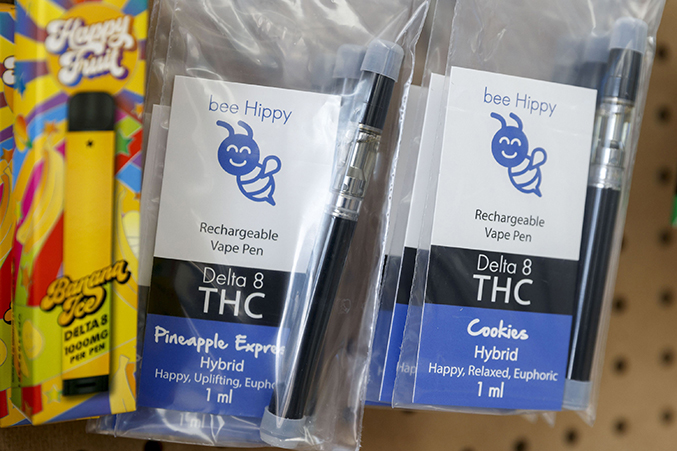 Happy
Fruit
Banana
Ice
DELTA 8
1000MG
PER PEN
bee Hippy
Rechargeable
Vape Pen
Delta 8
THC
Pineapple
Hybrid
Happy, Uplifting,
1 ml
bee Hippy
Rechargeable
Vape Pen
Delta 8
THC
Cookies
Hybrid
Happy, Relaxed, Euphoric
1 ml